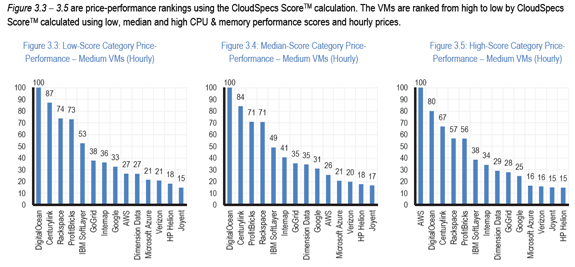 Figure 3.3 – 3.5 are price-performance rankings using the CloudSpecs Score™ calculation. The VMs are ranked from high to low by CloudSpecs
Score™ calculated using low, median and high CPU & memory performance scores and hourly prices.
Figure 3.3: Low-Score Category Price-
Performance – Medium VMs (Hourly)
100
90
80
70
60
50
40
30
20
10
0
100
87
74
73
53
38
36
33
27
27
21
21
18
15
DigitalOcean
Centurylink
Rackspace
ProfitBricks
IBM SoftLayer
GoGrid
Internap
Google
AWS
Dimension Data
Microsoft Azure
Verizon
HP Helion
Joyent
Figure 3.4: Median-Score Category Price-
Performance – Medium VMs (Hourly)
100
90
80
70
60
50
40
30
20
10
0
100
84
71
71
49
41
35
35
31
26
21
20
18
17
DigitalOcean
Centurylink
ProfitBricks
Rackspace
IBM SoftLayer
Internap
GoGrid
Dimension Data
Google
AWS
Microsoft Azure
Verizon
HP Helion
Joyent
Figure 3.5: High-Score Category Price-
Performance – Medium VMs (Hourly)
100
90
80
70
60
50
40
30
20
10
0
100
80
67
57
56
38
34
29
28
25
16
16
15
15
AWS
DigitalOcean
Centurylink
Rackspace
ProfitBricks
IBM SoftLayer
Internap
Dimension Data
GoGrid
Google
Microsoft Azure
Verizon
Joyent
HP Helion